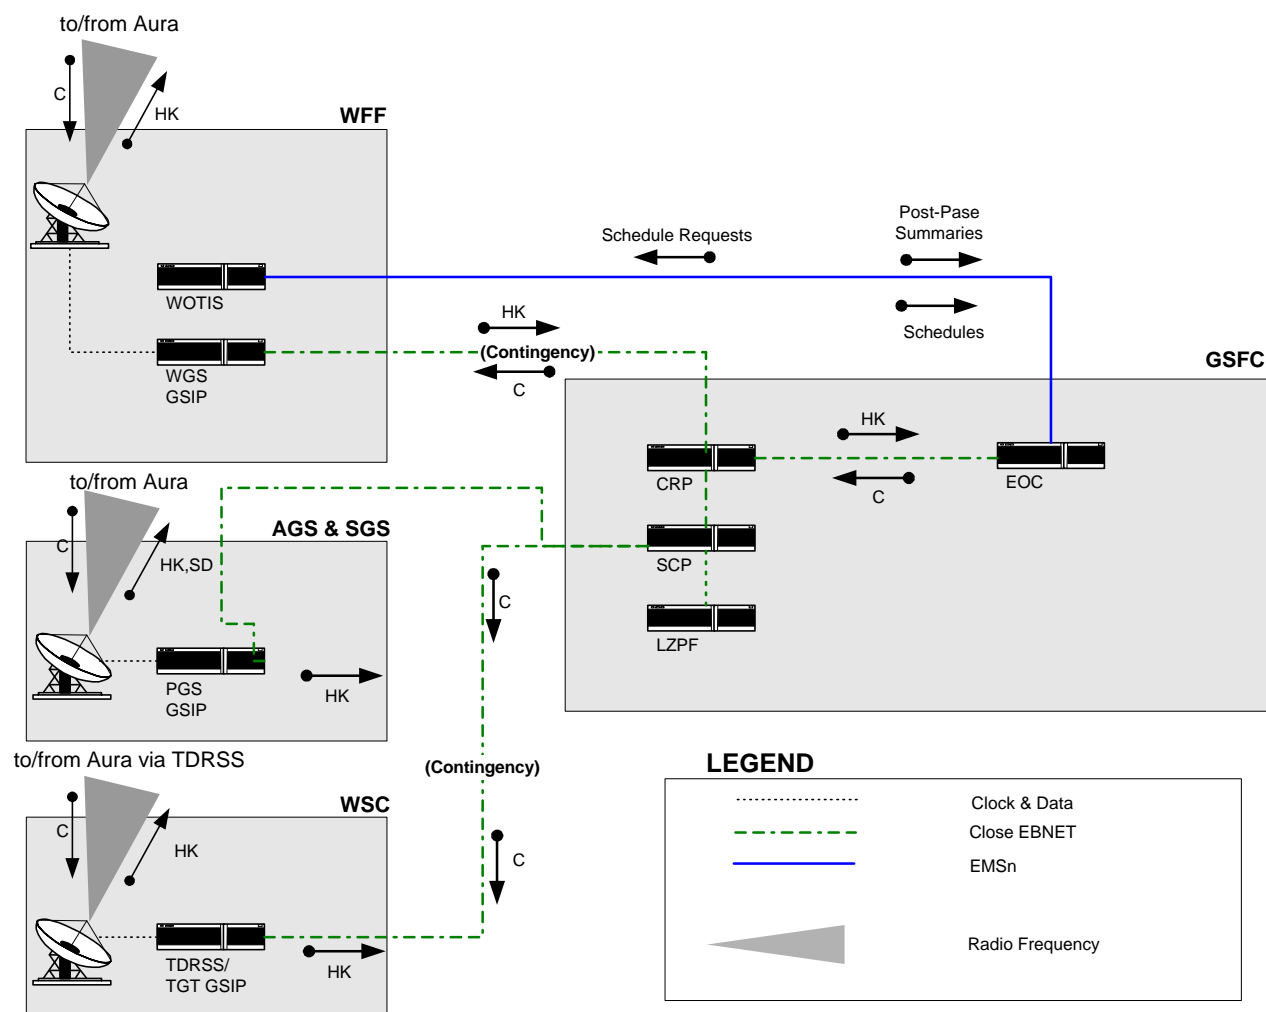 to/from Aura
C
HK
WFF
WOTIS
WGS
GSIP
Schedule Requests
Post-Pase
Summaries
Schedules
HK
(Contingency)
C
GSFC
HK
C
CRP
EOC
SCP
LZPF
to/from Aura
C
HK,SD
AGS & SGS
PGS
GSIP
HK
C
(Contingency)
C
to/from Aura via TDRSS
C
HK
WSC
TDRSS/
TGT GSIP
HK
LEGEND
Clock & Data
Close EBNET
EMSn
Radio Frequency